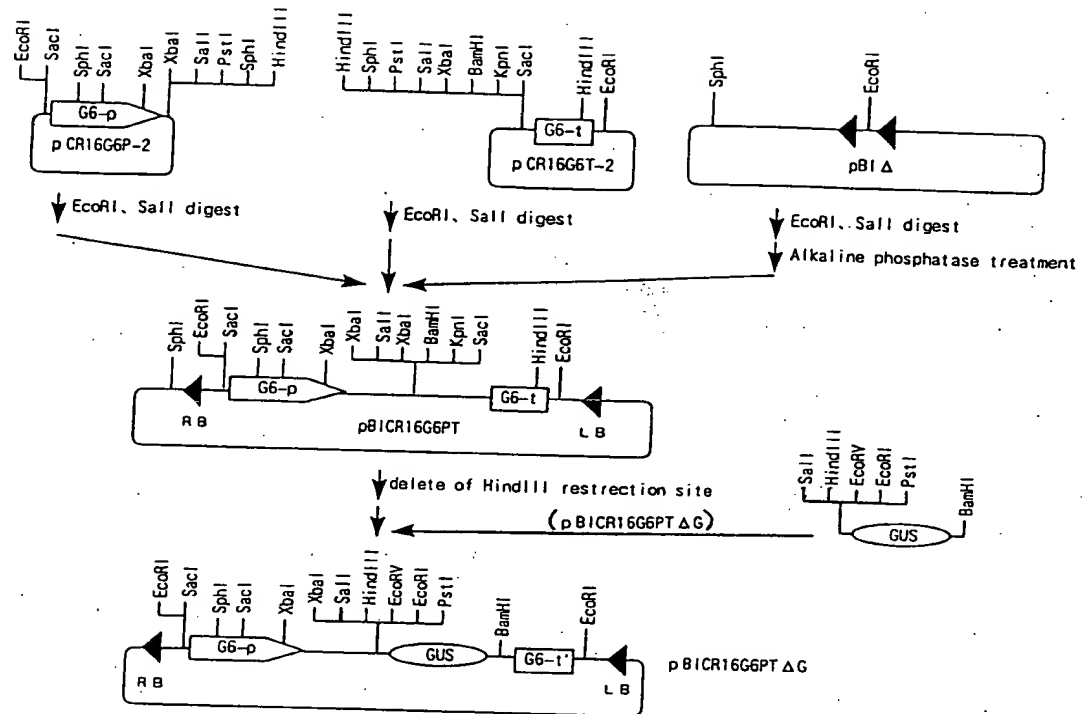 EcoRI SacI SphI SacI XbaI XbaI SalI PstI SphI HindIII
G6-p
pCR16G6P-2
HindIII SphI PstI SalI XbaI BamHI KpnI SacI HindIII EcoRI
G6-t
pCR16G6T-2
SphI EcoRI
pBI Δ
EcoRI、SalI digest
EcoRI、SalI digest
EcoRI、SalI digest
Alkaline phosphatase treatment
SphI EcoRI SacI SphI SacI XbaI XbaI SalI XbaI BamHI KpnI SacI HindIII EcoRI
G6-p
G6-t
RB
pBICR16G6PT
LB
delete of HindIII restrection site
(pBICR16G6PTΔG)
SalI HindIII EcoRV EcoRI PstI BamHI
GUS
EcoRI SacI SphI SacI XbaI XbaI SalI HindIII EcoRV EcoRI PstI BamHI EcoRI
G6-p
GUS
G6-t'
pBICR16G6PTΔG
RB
LB